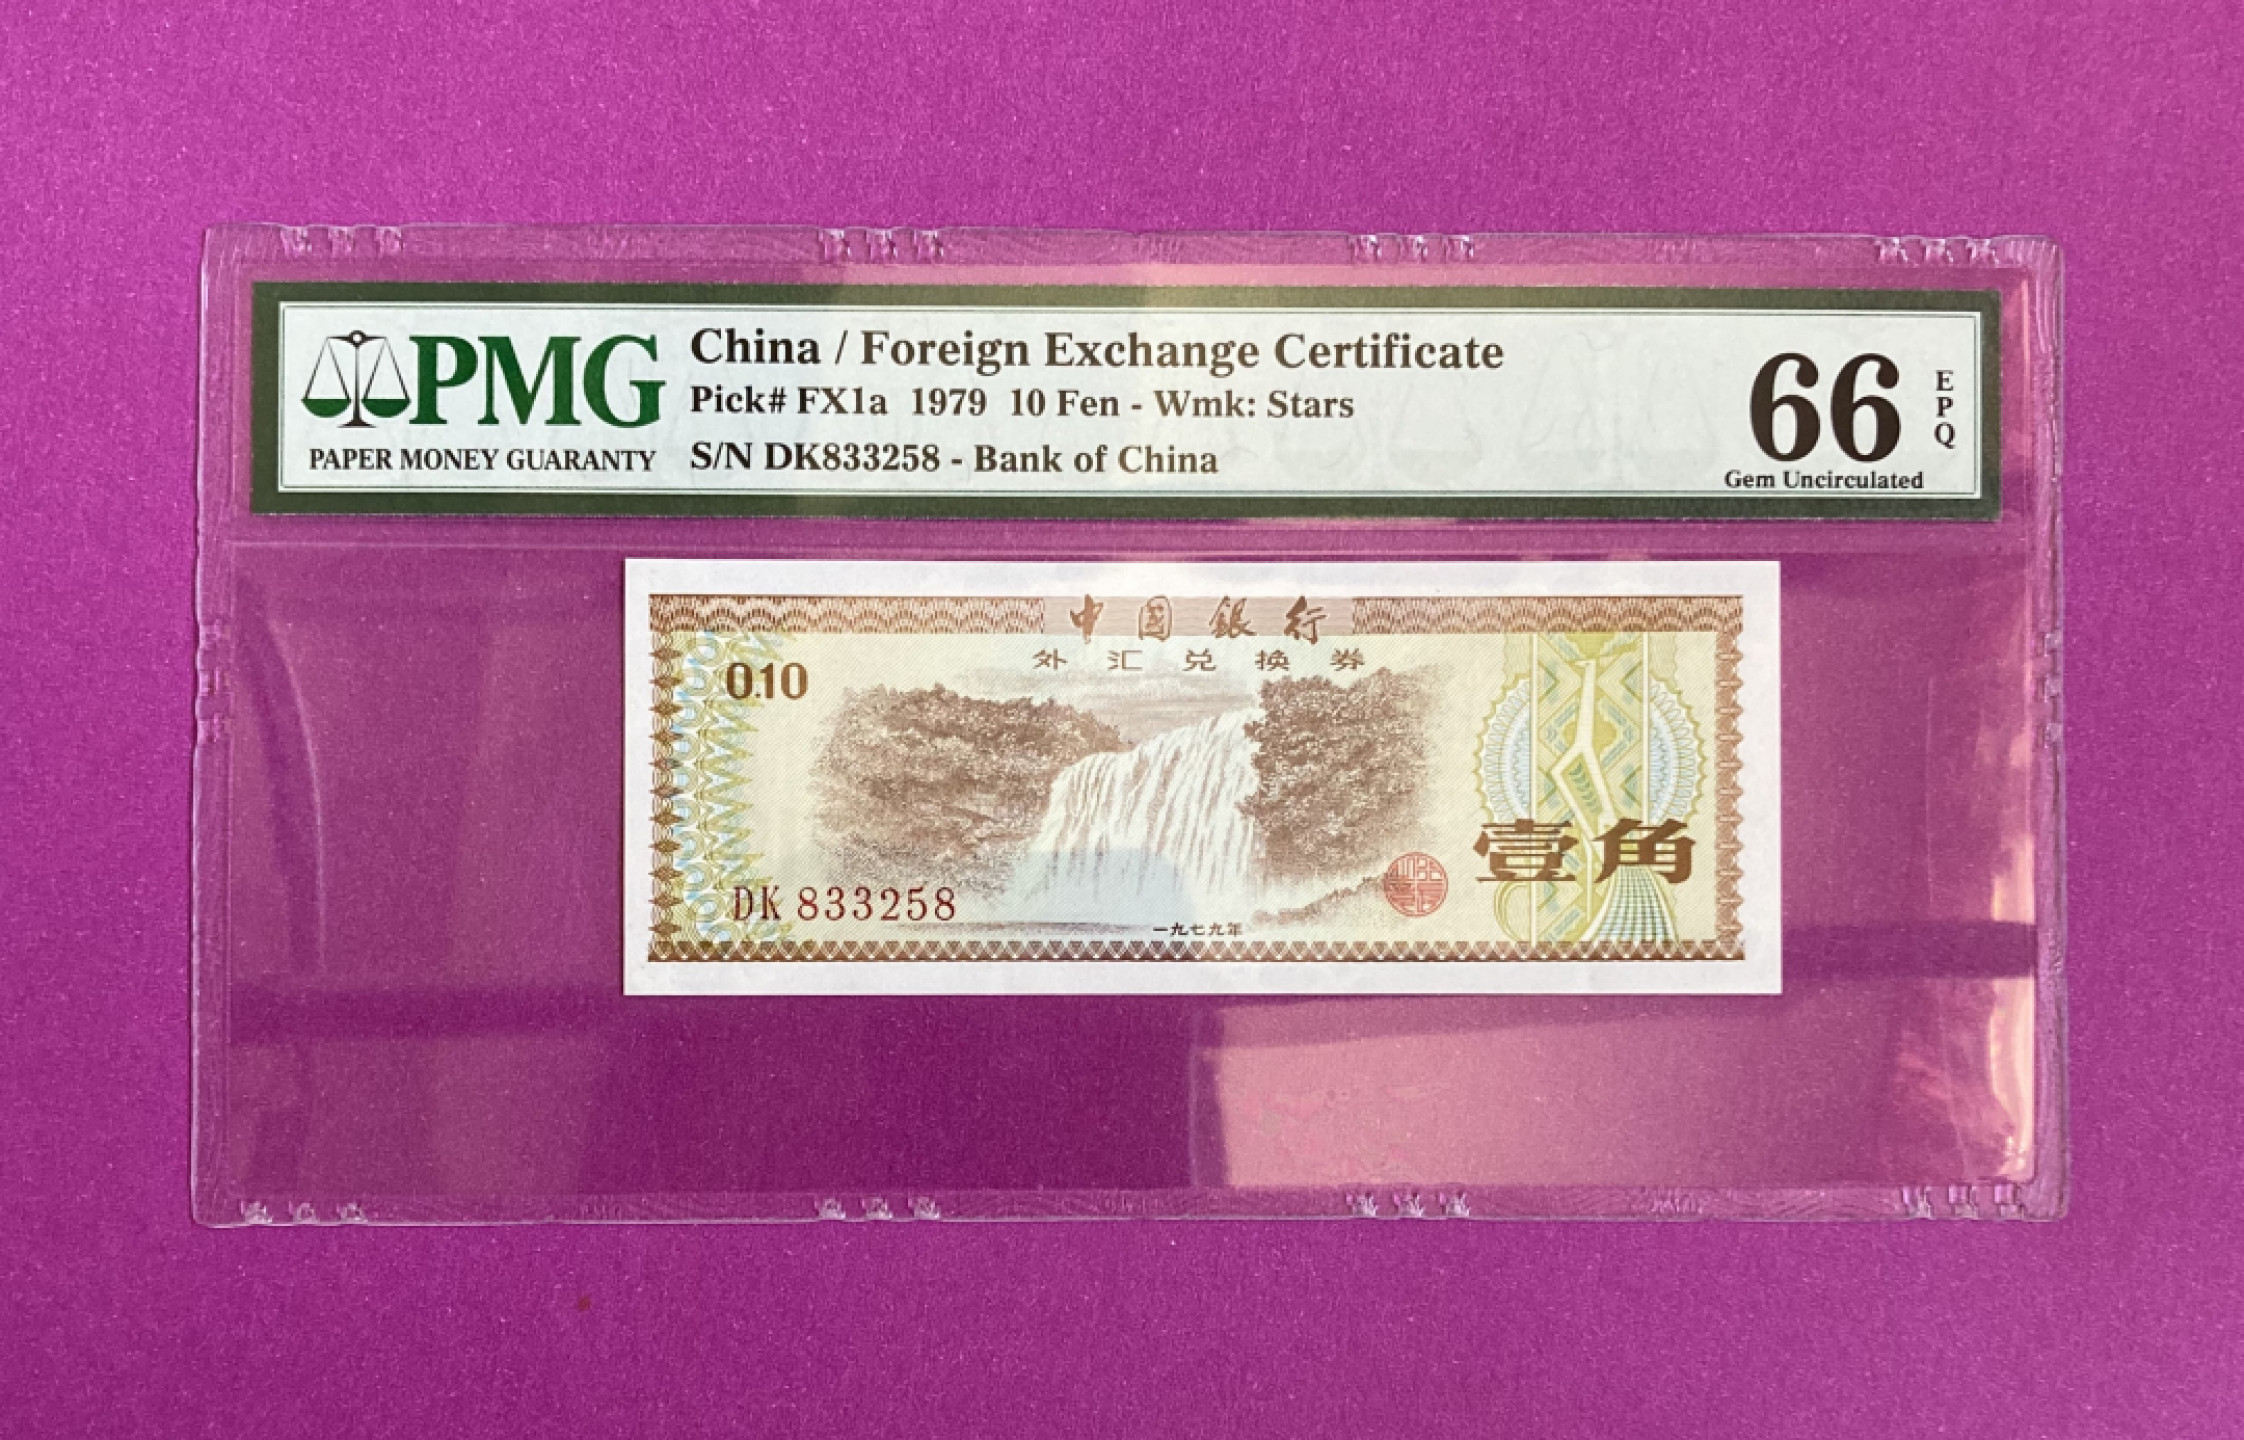 PMG
PAPER MONEY GUARANTY
China / Foreign Exchange Certificate
Pick# FX1a 1979 10 Fen - Wmk: Stars
S/N DK833258 - Bank of China
66
EPQ
Gem Uncirculated
中国銀行
外汇兑换券
0.10
壹角
DK 833258
一九七九年